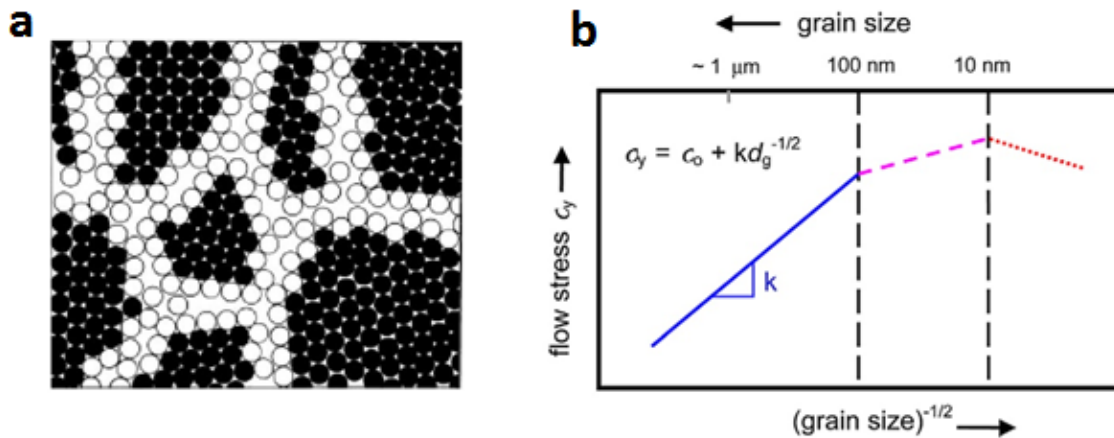 a
b
grain size
~ 1 μm 100 nm 10 nm
σy = σo + kdg-1/2
flow stress σy
k
(grain size)-1/2